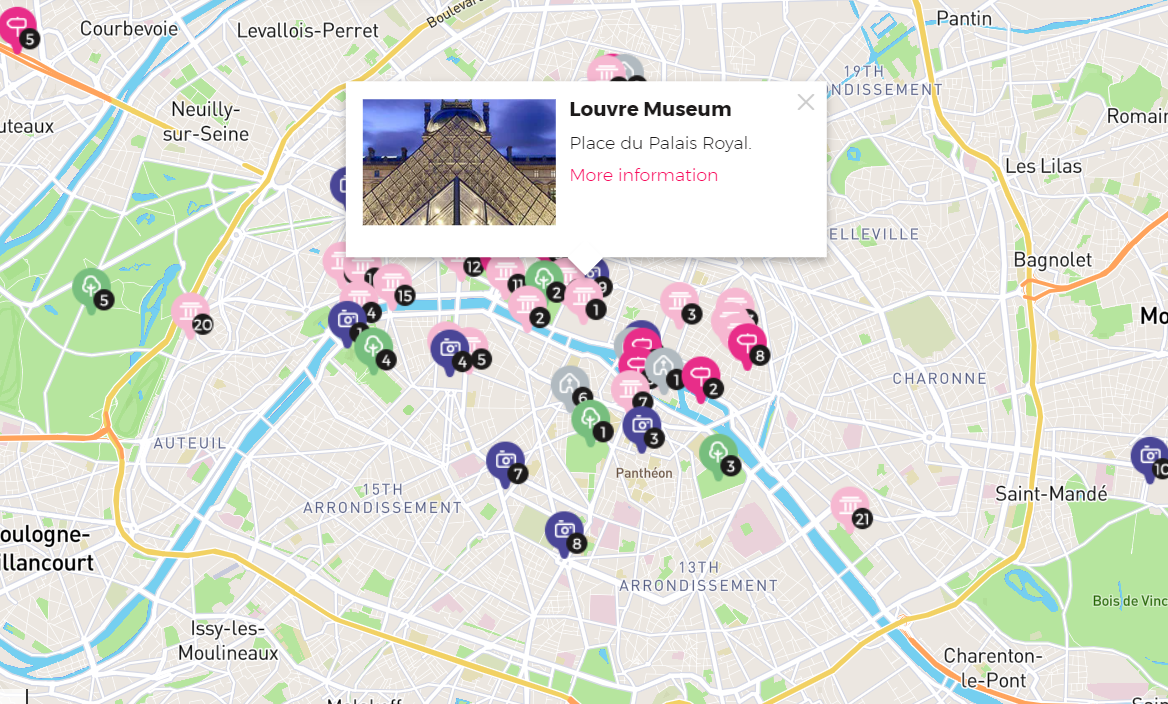 Courbevoie
Levallois-Perret
Boulevard
Pantin
5
19TH
NDISSEMENT
Neuilly-
sur-Seine
uteaux
Romain
Louvre Museum
Place du Palais Royal.
More information
Les Lilas
ELLEVILLE
Bagnolet
12
11
2
9
15
4
5
20
2
1
3
Mo
4
4
5
8
1
2
CHARONNE
6
7
1
3
AUTEUIL
7
Panthéon
3
10
15TH
ARRONDISSEMENT
Saint-Mandé
21
oulogne-
illancourt
8
13TH
ARRONDISSEMENT
Bois de Vinc
Issy-les-
Moulineaux
Charenton-
le-Pont